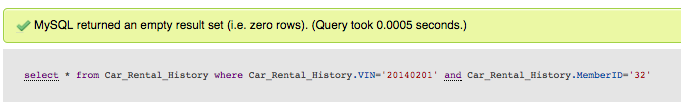 MySQL returned an empty result set (i.e. zero rows). (Query took 0.0005 seconds.)
select * from Car_Rental_History where Car_Rental_History.VIN='20140201' and Car_Rental_History.MemberID='32'